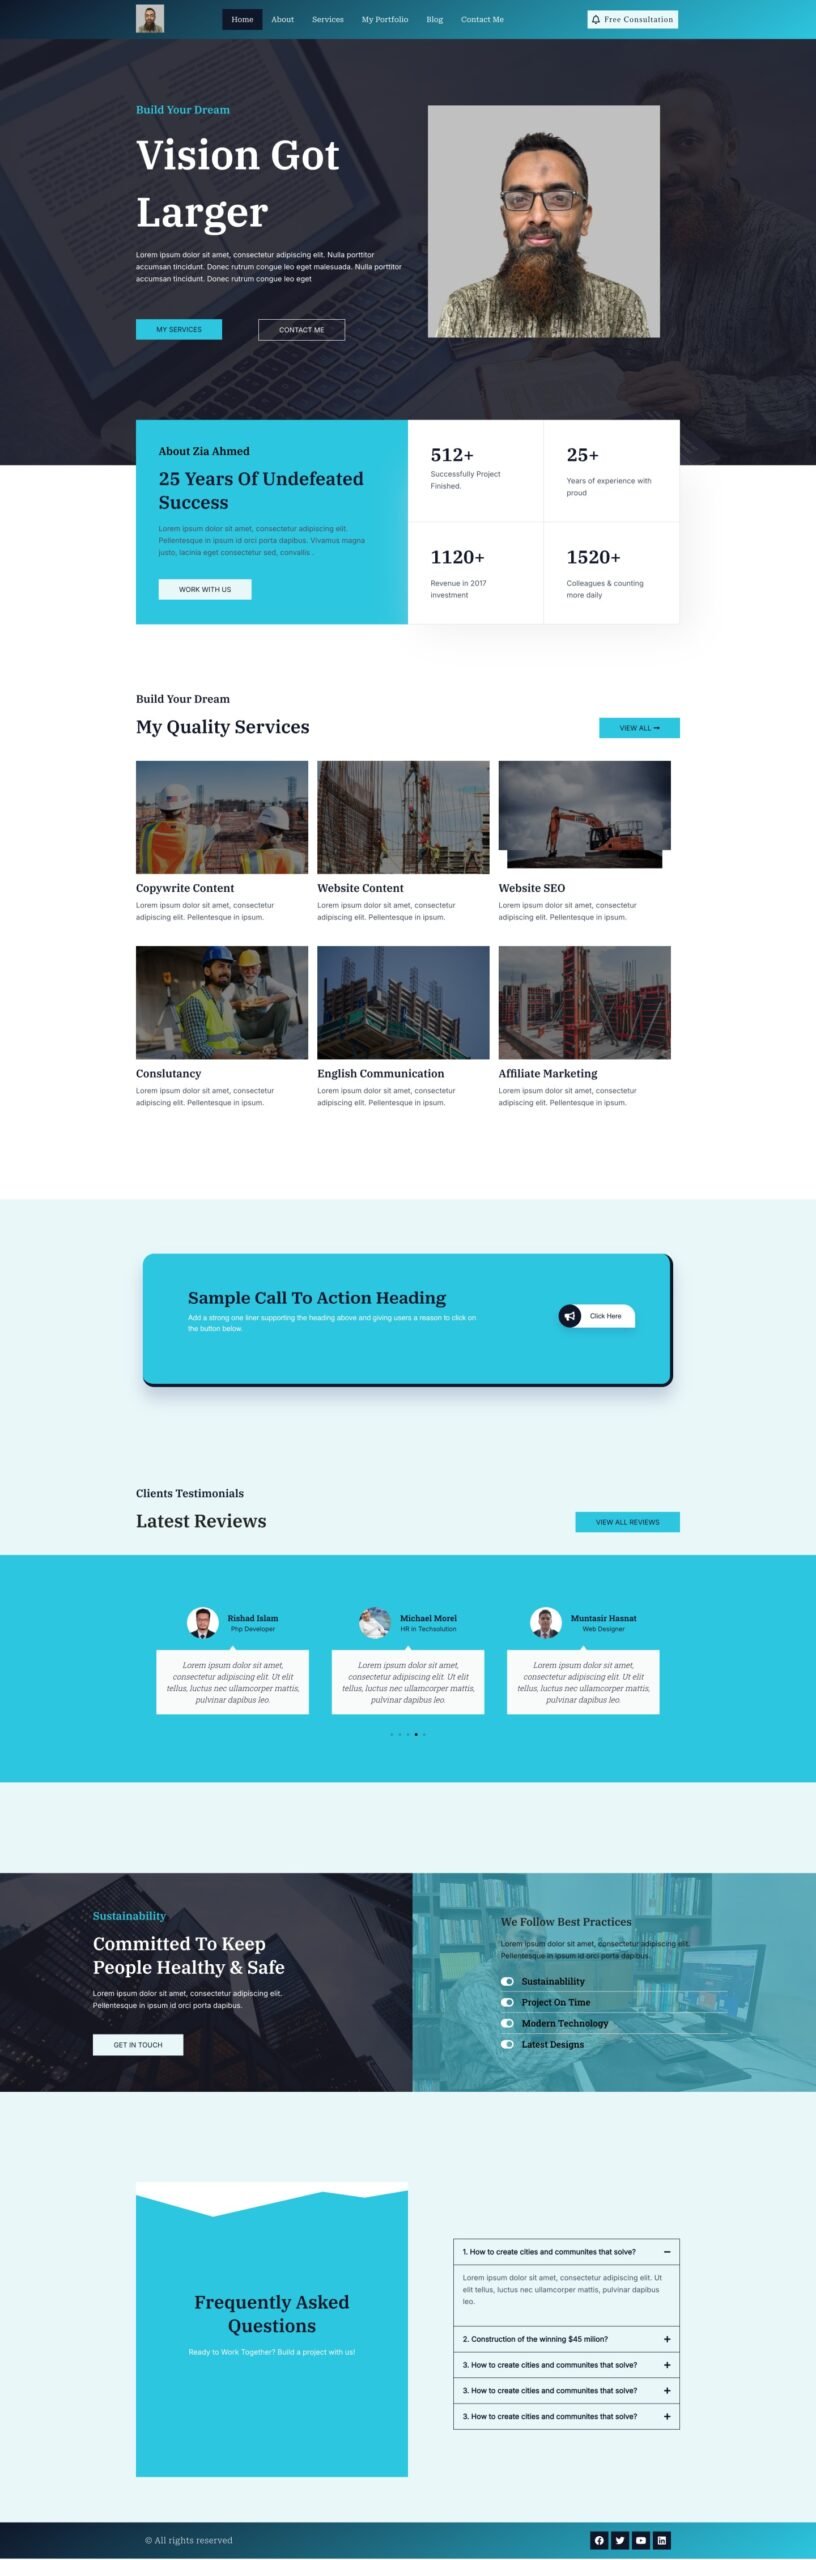 Home About Services My Portfolio Blog Contact Me Free Consultation
Build Your Dream
Vision Got
Larger
Lorem ipsum dolor sit amet, consectetur adipiscing elit. Nulla porttitor
accumsan tincidunt. Donec rutrum congue leo eget malesuada. Nulla porttitor
accumsan tincidunt. Donec rutrum congue leo eget
MY SERVICES CONTACT ME
About Zia Ahmed
25 Years Of Undefeated
Success
Lorem ipsum dolor sit amet, consectetur adipiscing elit.
Pellentesque in ipsum id orci porta dapibus. Vivamus magna
justo, lacinia eget consectetur sed, convallis .
WORK WITH US
512+
Successfully Project
Finished.
25+
Years of experience with
proud
1120+
Revenue in 2017
investment
1520+
Colleagues & counting
more daily
Build Your Dream
My Quality Services
VIEW ALL
Copywrite Content
Lorem ipsum dolor sit amet, consectetur
adipiscing elit. Pellentesque in ipsum.
Website Content
Lorem ipsum dolor sit amet, consectetur
adipiscing elit. Pellentesque in ipsum.
Website SEO
Lorem ipsum dolor sit amet, consectetur
adipiscing elit. Pellentesque in ipsum.
Conslutancy
Lorem ipsum dolor sit amet, consectetur
adipiscing elit. Pellentesque in ipsum.
English Communication
Lorem ipsum dolor sit amet, consectetur
adipiscing elit. Pellentesque in ipsum.
Affiliate Marketing
Lorem ipsum dolor sit amet, consectetur
adipiscing elit. Pellentesque in ipsum.
Sample Call To Action Heading
Add a strong one liner supporting the heading above and giving users a reason to click on
the button below.
Click Here
Clients Testimonials
Latest Reviews
VIEW ALL REVIEWS
Rishad Islam
Php Developer
Lorem ipsum dolor sit amet,
consectetur adipiscing elit. Ut elit
tellus, luctus nec ullamcorper mattis,
pulvinar dapibus leo.
Michael Morel
HR in Techsolution
Lorem ipsum dolor sit amet,
consectetur adipiscing elit. Ut elit
tellus, luctus nec ullamcorper mattis,
pulvinar dapibus leo.
Muntasir Hasnat
Web Designer
Lorem ipsum dolor sit amet,
consectetur adipiscing elit. Ut elit
tellus, luctus nec ullamcorper mattis,
pulvinar dapibus leo.
Sustainability
Committed To Keep
People Healthy & Safe
Lorem ipsum dolor sit amet, consectetur adipiscing elit.
Pellentesque in ipsum id orci porta dapibus.
GET IN TOUCH
We Follow Best Practices
Lorem ipsum dolor sit amet, consectetur adipiscing elit.
Pellentesque in ipsum id orci porta dapibus.
Sustainablility
Project On Time
Modern Technology
Latest Designs
Frequently Asked
Questions
Ready to Work Together? Build a project with us!
1. How to create cities and communites that solve?
Lorem ipsum dolor sit amet, consectetur adipiscing elit. Ut
elit tellus, luctus nec ullamcorper mattis, pulvinar dapibus
leo.
2. Construction of the winning $45 milion?
3. How to create cities and communites that solve?
3. How to create cities and communites that solve?
3. How to create cities and communites that solve?
© All rights reserved